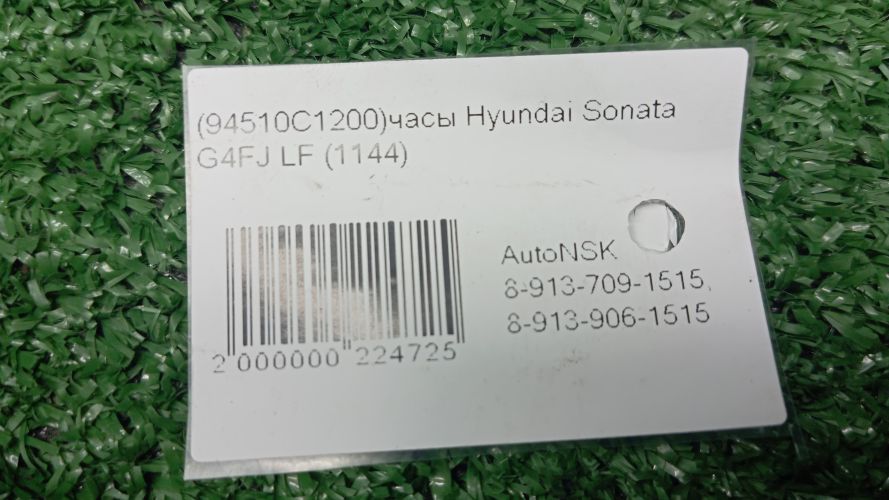 (94510C1200)часы Hyundai Sonata
G4FJ LF (1144)
AutoNSK
8-913-709-1515,
8-913-906-1515
2 000000 224725